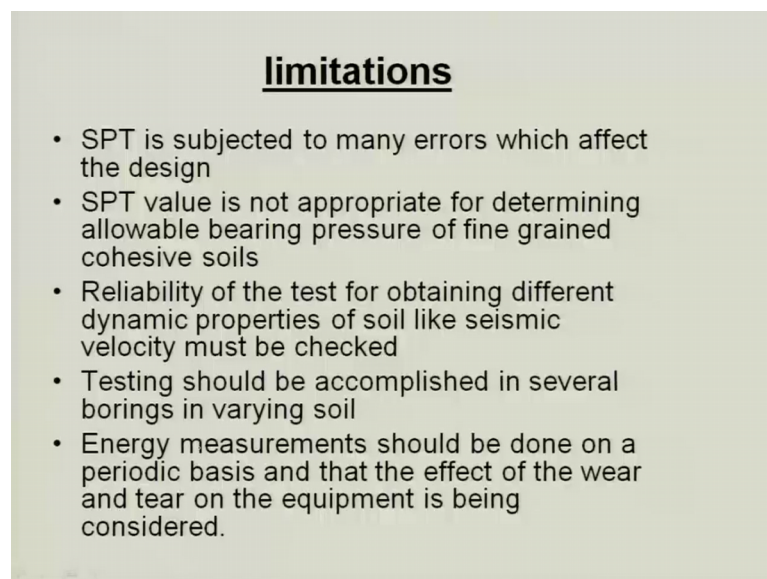 limitations
• SPT is subjected to many errors which affect
the design
• SPT value is not appropriate for determining
allowable bearing pressure of fine grained
cohesive soils
• Reliability of the test for obtaining different
dynamic properties of soil like seismic
velocity must be checked
• Testing should be accomplished in several
borings in varying soil
• Energy measurements should be done on a
periodic basis and that the effect of the wear
and tear on the equipment is being
considered.